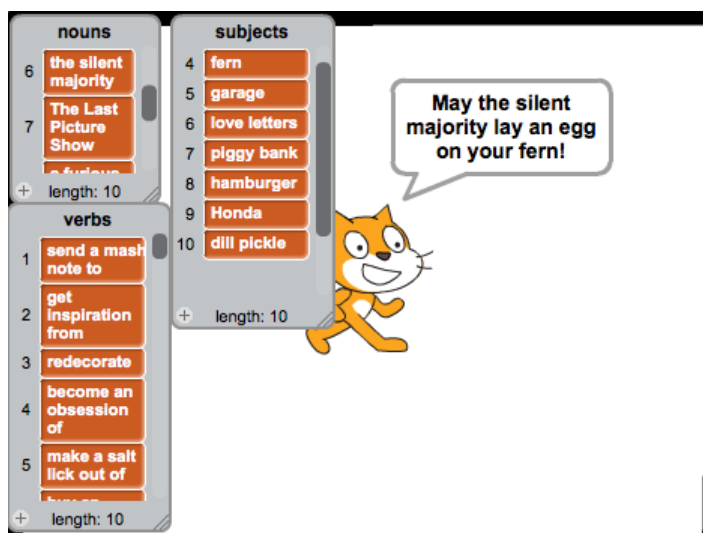 nouns
6
the silent
majority
7
The Last
Picture
Show
a furious
+ length: 10
verbs
1
send a mash
note to
2
get
inspiration
from
3
redecorate
4
become an
obsession
of
5
make a salt
lick out of
+ length: 10
subjects
4 fern
5 garage
6 love letters
7 piggy bank
8 hamburger
9 Honda
10 dill pickle
+ length: 10
May the silent
majority lay an egg
on your fern!